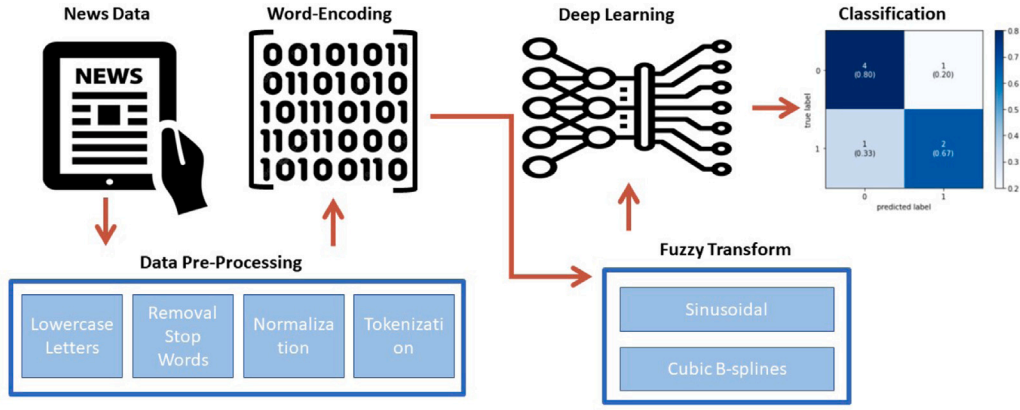 News Data
Word-Encoding
Deep Learning
Classification
NEWS
00101011
01101010
10111101
11011000
10100110
4
(0.80)
1
(0.20)
1
(0.33)
2
(0.67)
0
1
true label
0
1
predicted label
0.8
0.7
0.6
0.5
0.4
0.3
0.2
Data Pre-Processing
Lowercase
Letters
Removal
Stop
Words
Normaliza
tion
Tokenizati
on
Fuzzy Transform
Sinusoidal
Cubic B-splines